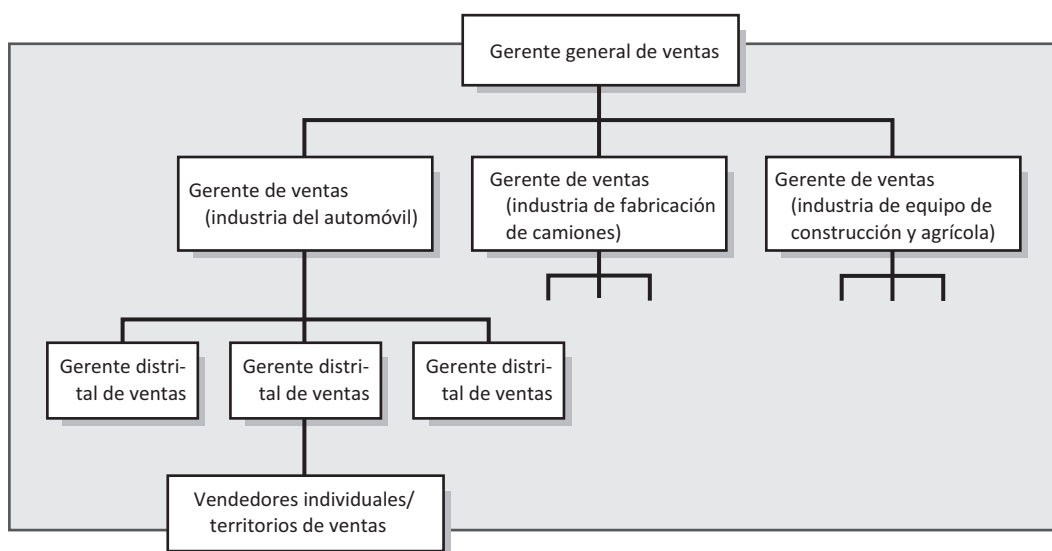 Gerente general de ventas
Gerente de ventas
(industria del automóvil)
Gerente de ventas
(industria de fabricación
de camiones)
Gerente de ventas
(industria de equipo de
construcción y agrícola)
Gerente distri-
tal de ventas
Gerente distri-
tal de ventas
Gerente distri-
tal de ventas
Vendedores individuales/
territorios de ventas